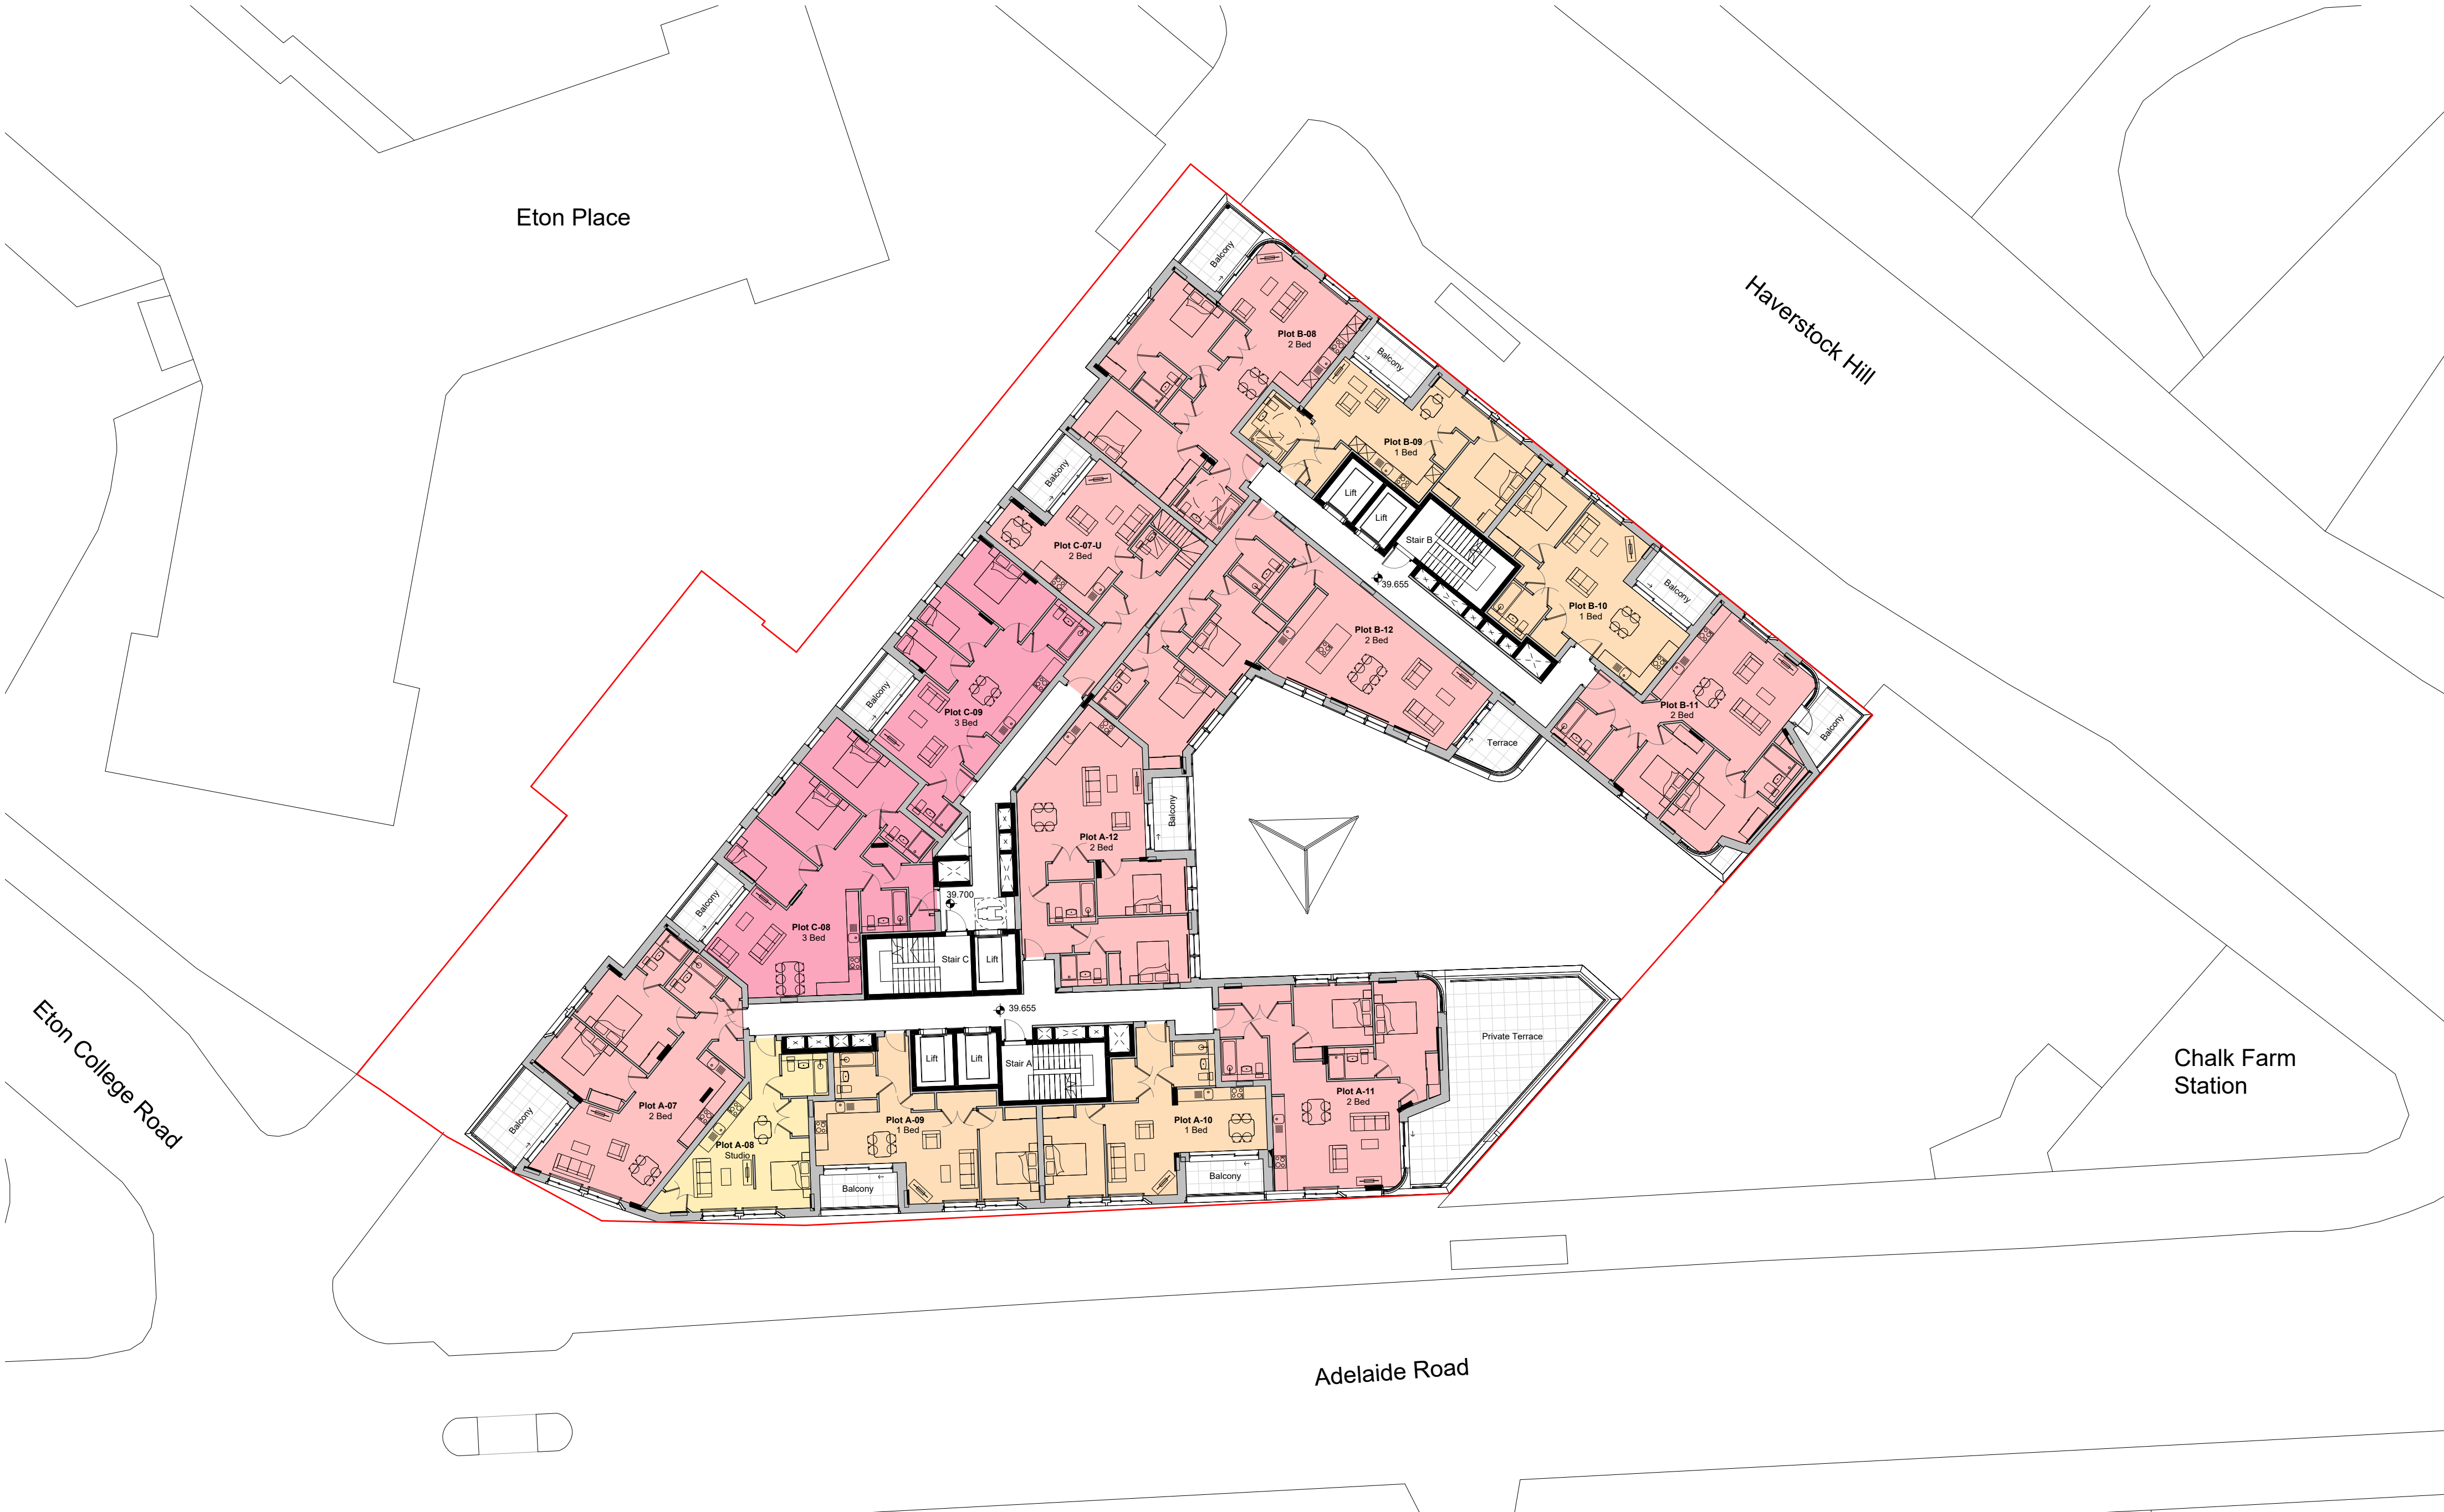 Eton Place
Haverstock Hill
Balcony
Plot B-08
2 Bed
Balcony
Plot B-09
1 Bed
Balcony
Lift
Lift
Stair B
Plot C-07-U
2 Bed
39.655
Balcony
Plot B-10
1 Bed
Plot B-12
2 Bed
Balcony
Plot C-09
3 Bed
Plot B-11
2 Bed
Balcony
Terrace
Balcony
Plot A-12
2 Bed
39.700
Balcony
Plot C-08
3 Bed
Stair C
Lift
39.655
Private Terrace
Eton College Road
Chalk Farm
Station
Lift
Lift
Stair A
Balcony
Plot A-07
2 Bed
Plot A-08
Studio
Plot A-09
1 Bed
Plot A-10
1 Bed
Plot A-11
2 Bed
Balcony
Balcony
Adelaide Road